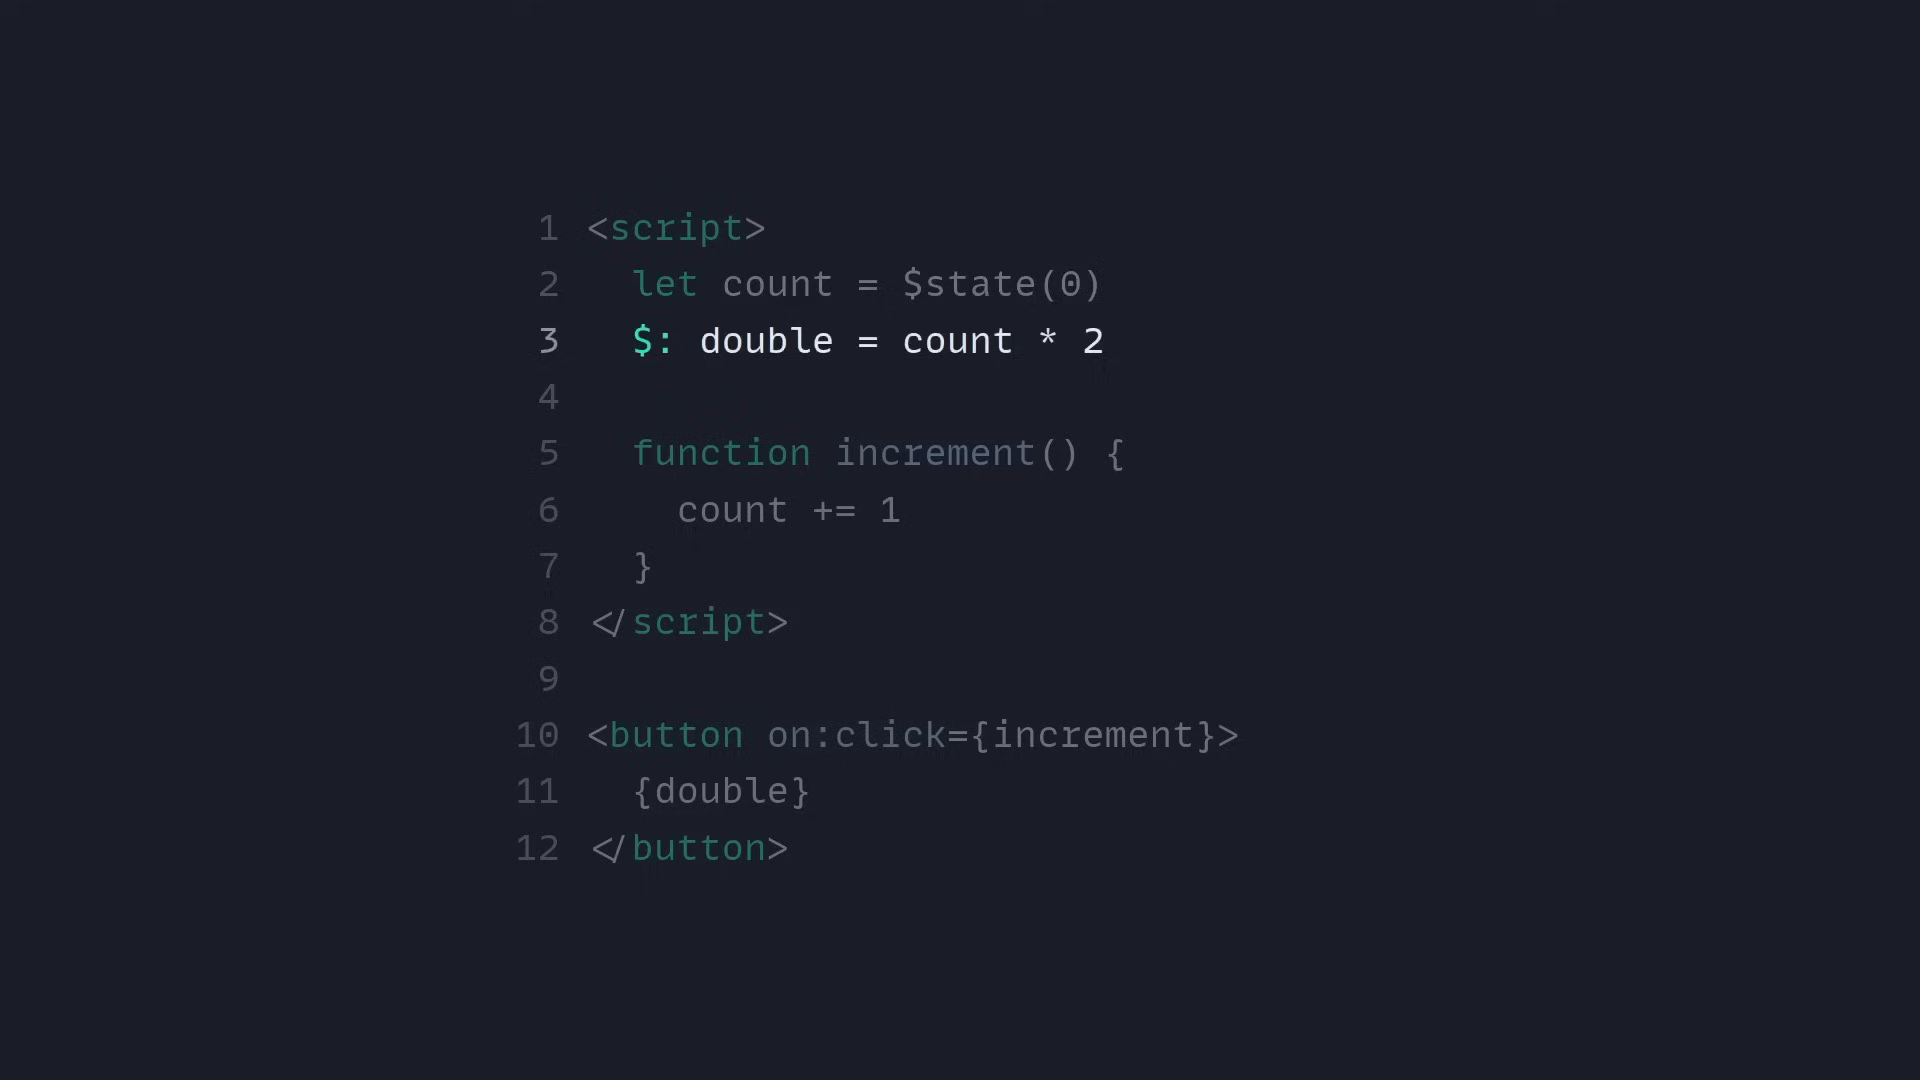 1 <script>
2 let count = $state(0)
3 $: double = count * 2
4
5 function increment() {
6 count += 1
7 }
8 </script>
9
10 <button on:click={increment}>
11 {double}
12 </button>